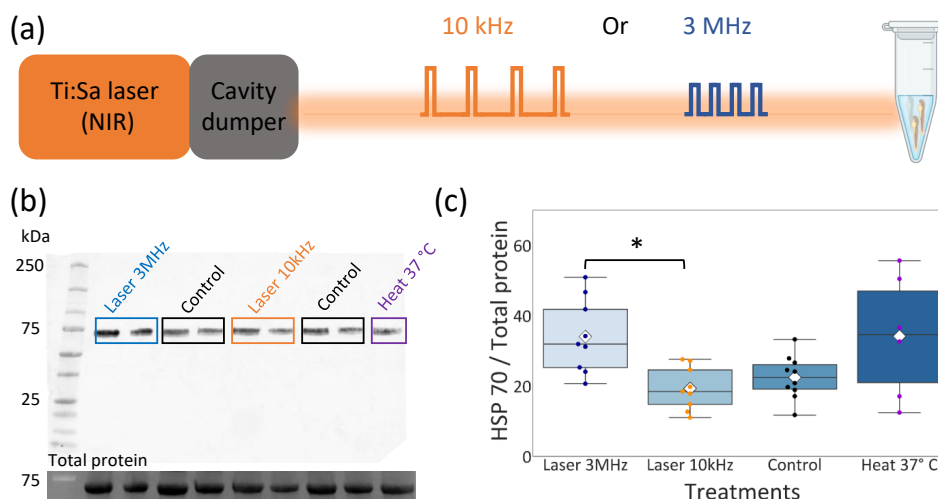 (a)
10 kHz Or 3 MHz
Ti:Sa laser
(NIR)
Cavity
dumper
(b)
kDa
250
75
25
75
Laser 3MHz
Control
Laser 10kHz
Control
Heat 37 °C
Total protein
(c)
HSP 70 / Total protein
60
40
20
0
*
Laser 3MHz Laser 10kHz Control Heat 37° C
Treatments